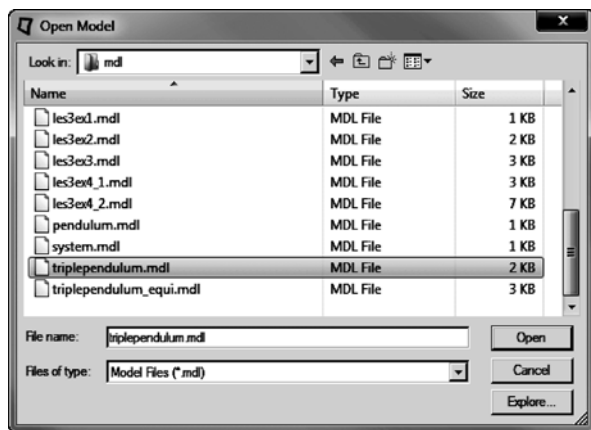 Open Model
Look in: mdl
Name Type Size
les3ex1.mdl MDL File 1 KB
les3ex2.mdl MDL File 2 KB
les3ex3.mdl MDL File 3 KB
les3ex4_1.mdl MDL File 3 KB
les3ex4_2.mdl MDL File 7 KB
pendulum.mdl MDL File 1 KB
system.mdl MDL File 1 KB
triplependulum.mdl MDL File 2 KB
triplependulum_equi.mdl MDL File 3 KB
File name: triplependulum.mdl Open
Files of type: Model Files (*.mdl) Cancel
Explore...